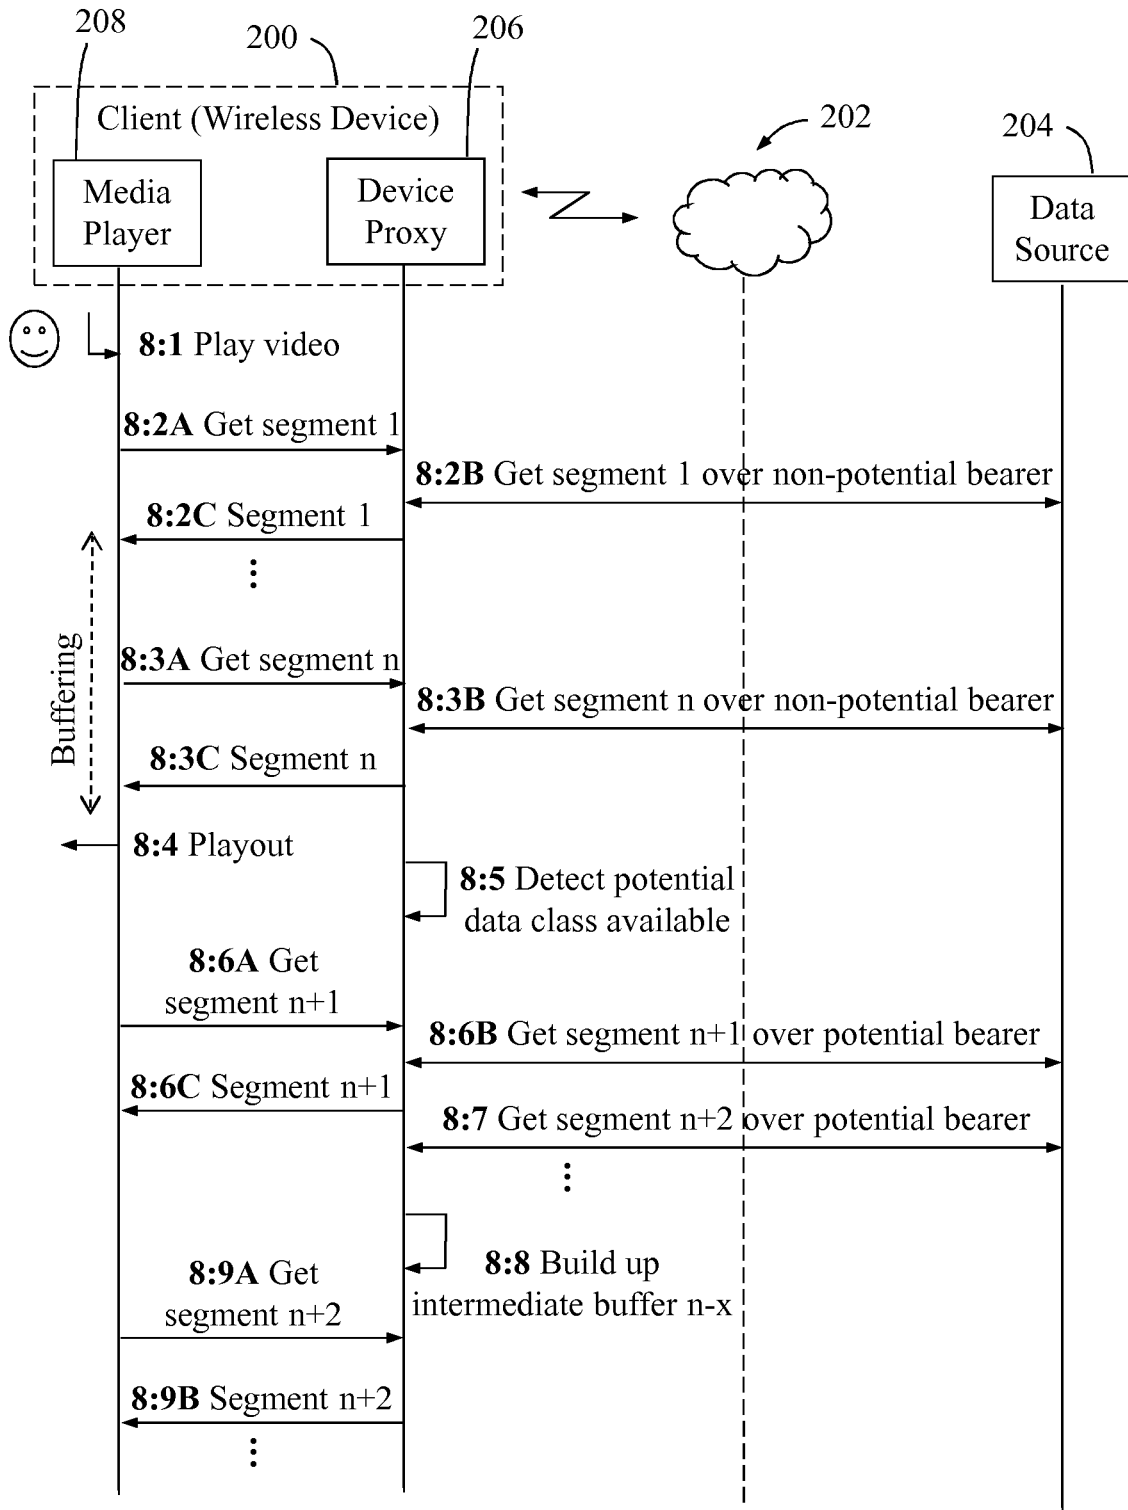 208
200
206
202
204
Client (Wireless Device)
Media
Player
Device
Proxy
Data
Source
8:1 Play video
8:2A Get segment 1
8:2B Get segment 1 over non-potential bearer
8:2C Segment 1
Buffering
8:3A Get segment n
8:3B Get segment n over non-potential bearer
8:3C Segment n
8:4 Playout
8:5 Detect potential
data class available
8:6A Get
segment n+1
8:6B Get segment n+1 over potential bearer
8:6C Segment n+1
8:7 Get segment n+2 over potential bearer
8:8 Build up
intermediate buffer n-x
8:9A Get
segment n+2
8:9B Segment n+2